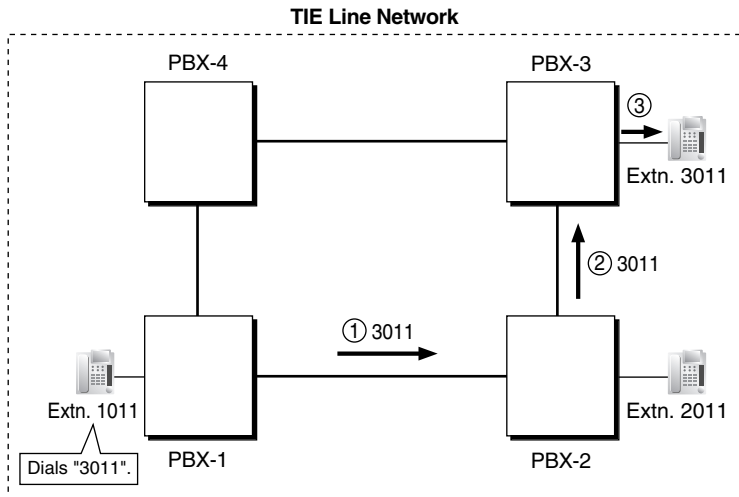 TIE Line Network
PBX-4
PBX-3
③
Extn. 3011
② 3011
① 3011
Extn. 1011
Extn. 2011
Dials "3011".
PBX-1
PBX-2